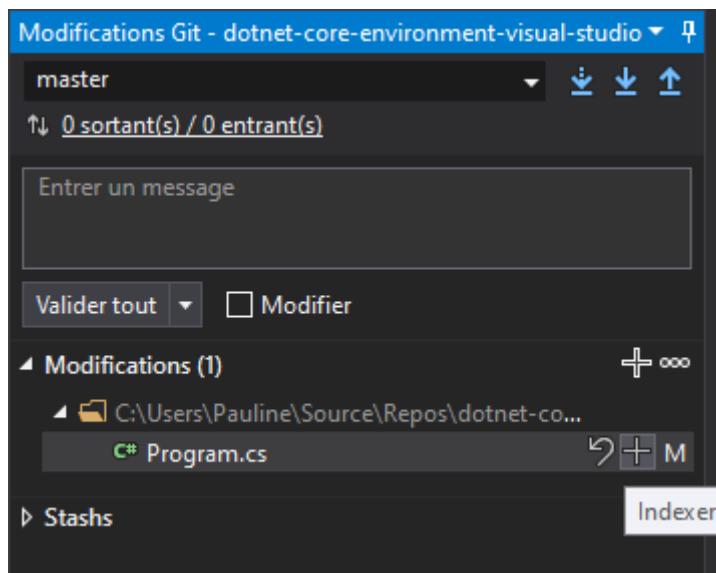 Modifications Git - dotnet-core-environment-visual-studio
master
0 sortant(s) / 0 entrant(s)
Entrer un message
Valider tout
Modifier
Modifications (1)
C:\Users\Pauline\Source\Repos\dotnet-co...
C# Program.cs M
Indexer
Stashs